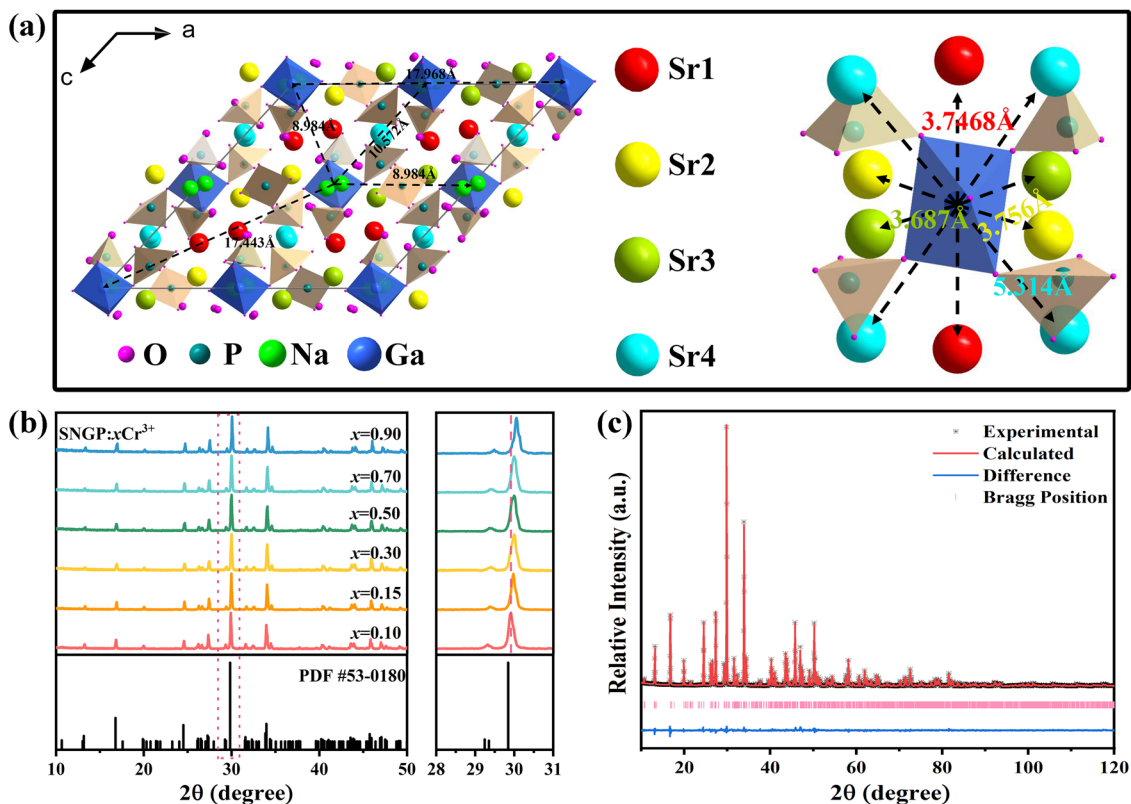 (a)
a
c
17.968Å
8.984Å
10.572Å
8.984Å
17.443Å
O
P
Na
Ga
Sr1
Sr2
Sr3
Sr4
3.7468Å
3.687Å
3.756Å
5.314Å
(b)
SNGP:xCr³⁺
x=0.90
x=0.70
x=0.50
x=0.30
x=0.15
x=0.10
PDF #53-0180
10 20 30 40 50
2θ (degree)
28 29 30 31
(c)
Experimental
Calculated
Difference
Bragg Position
Relative Intensity (a.u.)
20 40 60 80 100 120
2θ (degree)